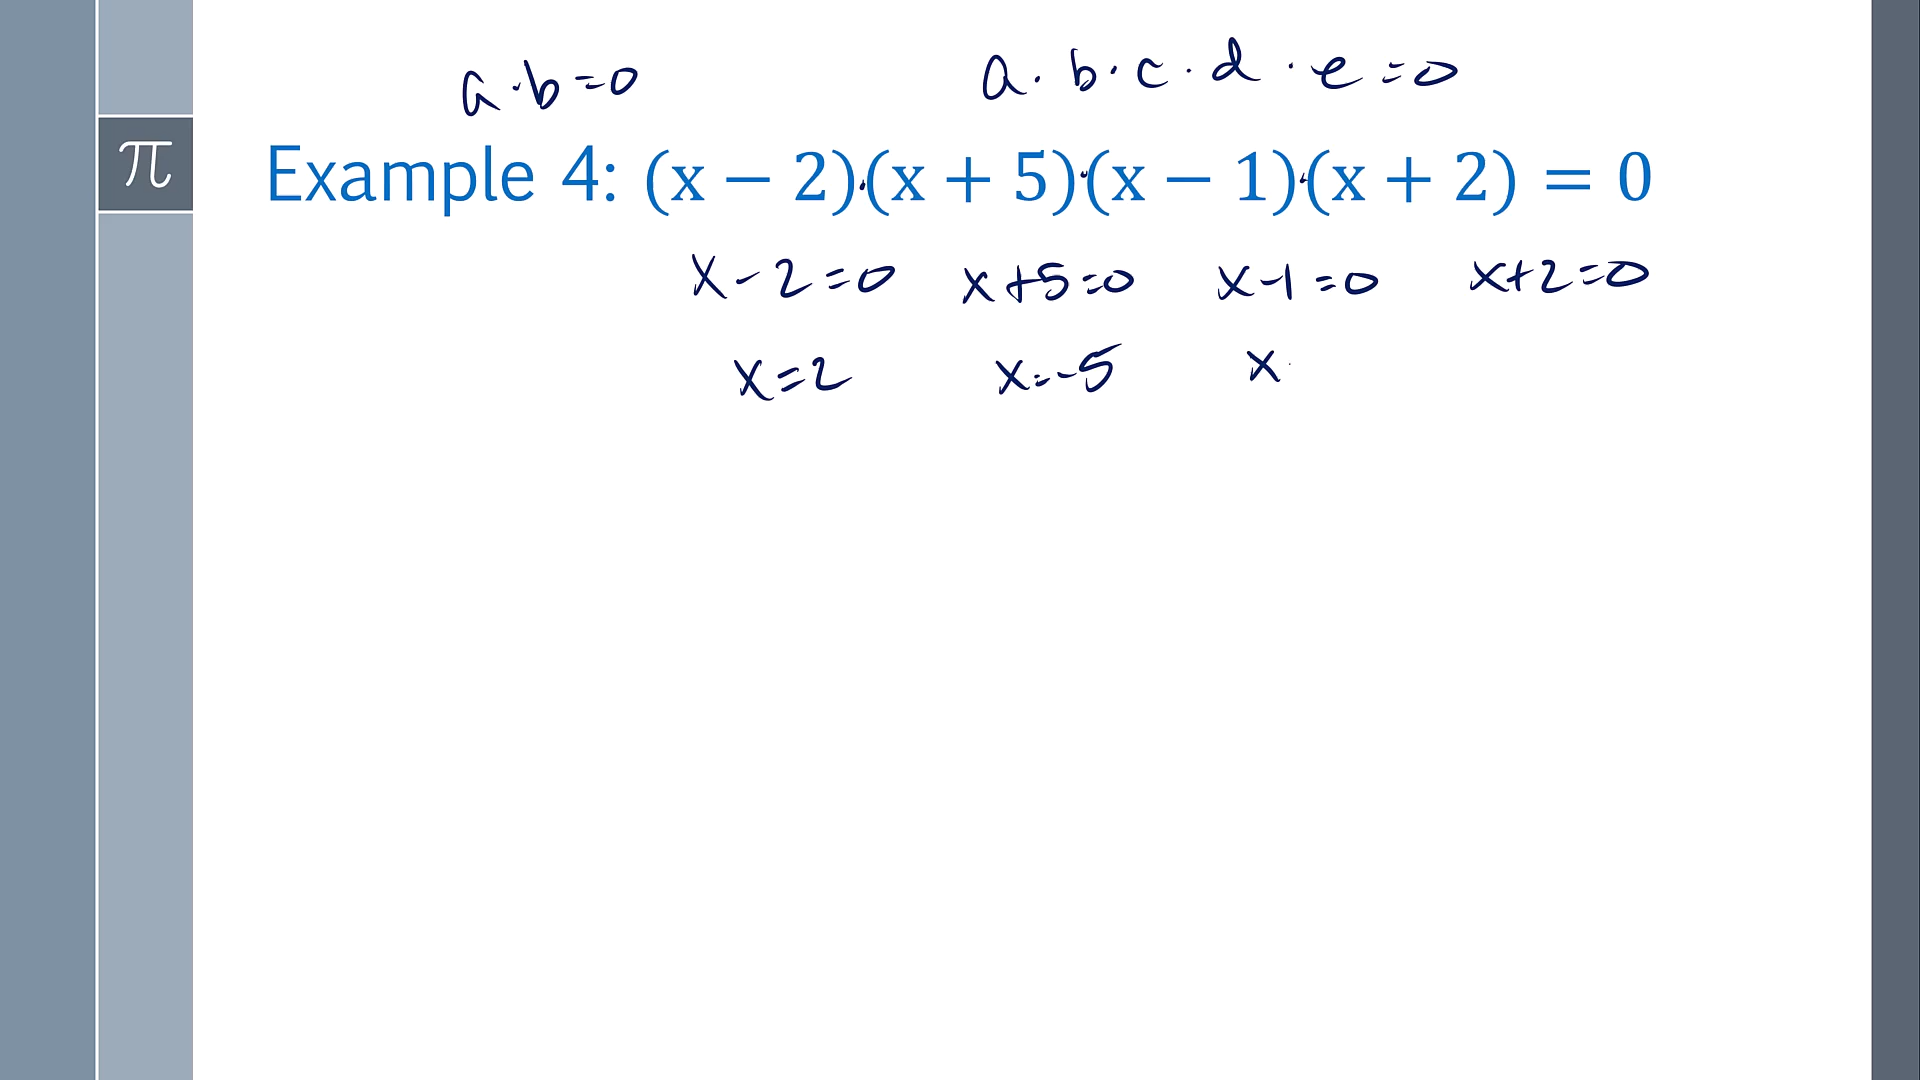 a·b=0 a·b·c·d·e=0
π
Example 4: (x − 2)·(x + 5)·(x − 1)·(x + 2) = 0
x-2=0 x+5=0 x-1=0 x+2=0
x=2 x=-5 x